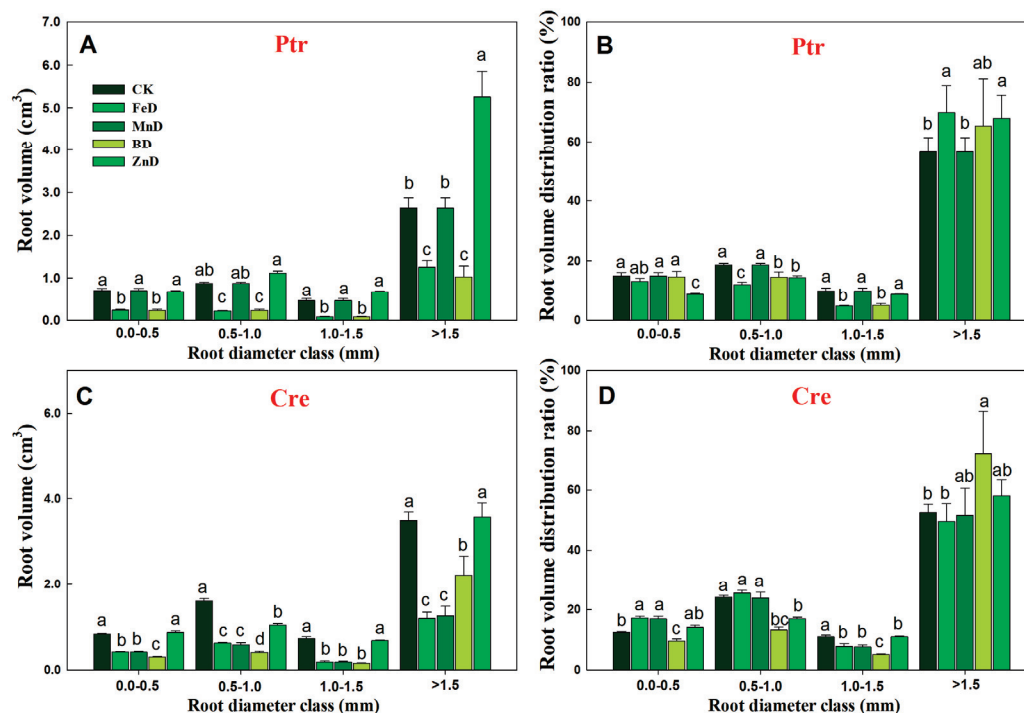 A
Ptr
Root volume (cm3)
7.0
6.0
5.0
4.0
3.0
2.0
1.0
0.0
CK
FeD
MnD
BD
ZnD
a b a b a
ab c ab c a
a b a b a
b c b c a
0.0-0.5 0.5-1.0 1.0-1.5 >1.5
Root diameter class (mm)
B
Ptr
Root volume distribution ratio (%)
100
80
60
40
20
0
a ab a a c
a c a b b
a b a b a
b a b ab a
0.0-0.5 0.5-1.0 1.0-1.5 >1.5
Root diameter class (mm)
C
Cre
Root volume (cm3)
6.0
4.0
2.0
0.0
a b b c a
a c c d b
a b b b a
a c c b a
0.0-0.5 0.5-1.0 1.0-1.5 >1.5
Root diameter class (mm)
D
Cre
Root volume distribution ratio (%)
100
80
60
40
20
0
b a a c ab
a a a bc b
a b b c b
b b ab a ab
0.0-0.5 0.5-1.0 1.0-1.5 >1.5
Root diameter class (mm)